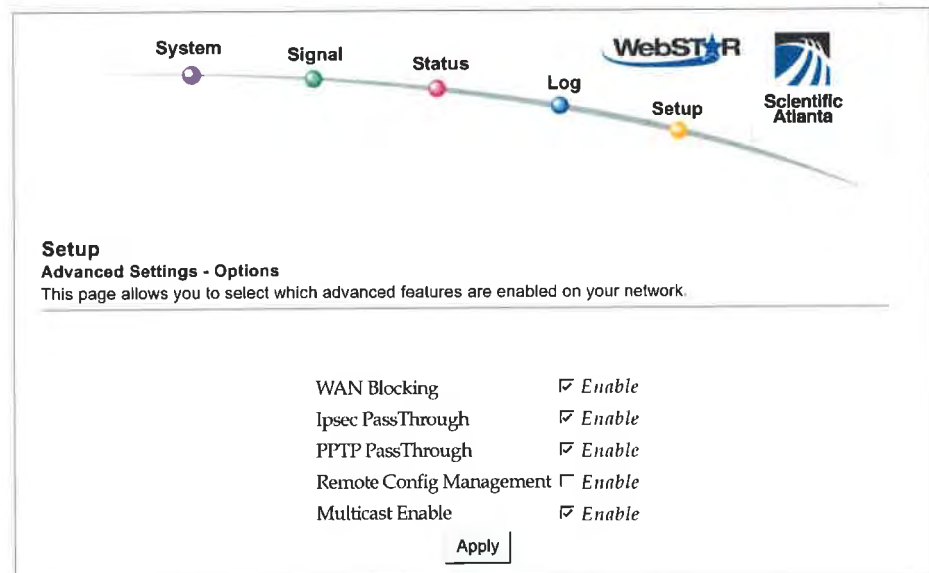 System
Signal
Status
Log
Setup
WebSTAR
Scientific
Atlanta
Setup
Advanced Settings - Options
This page allows you to select which advanced features are enabled on your network.
WAN Blocking Enable
Ipsec PassThrough Enable
PPTP PassThrough Enable
Remote Config Management Enable
Multicast Enable Enable
Apply